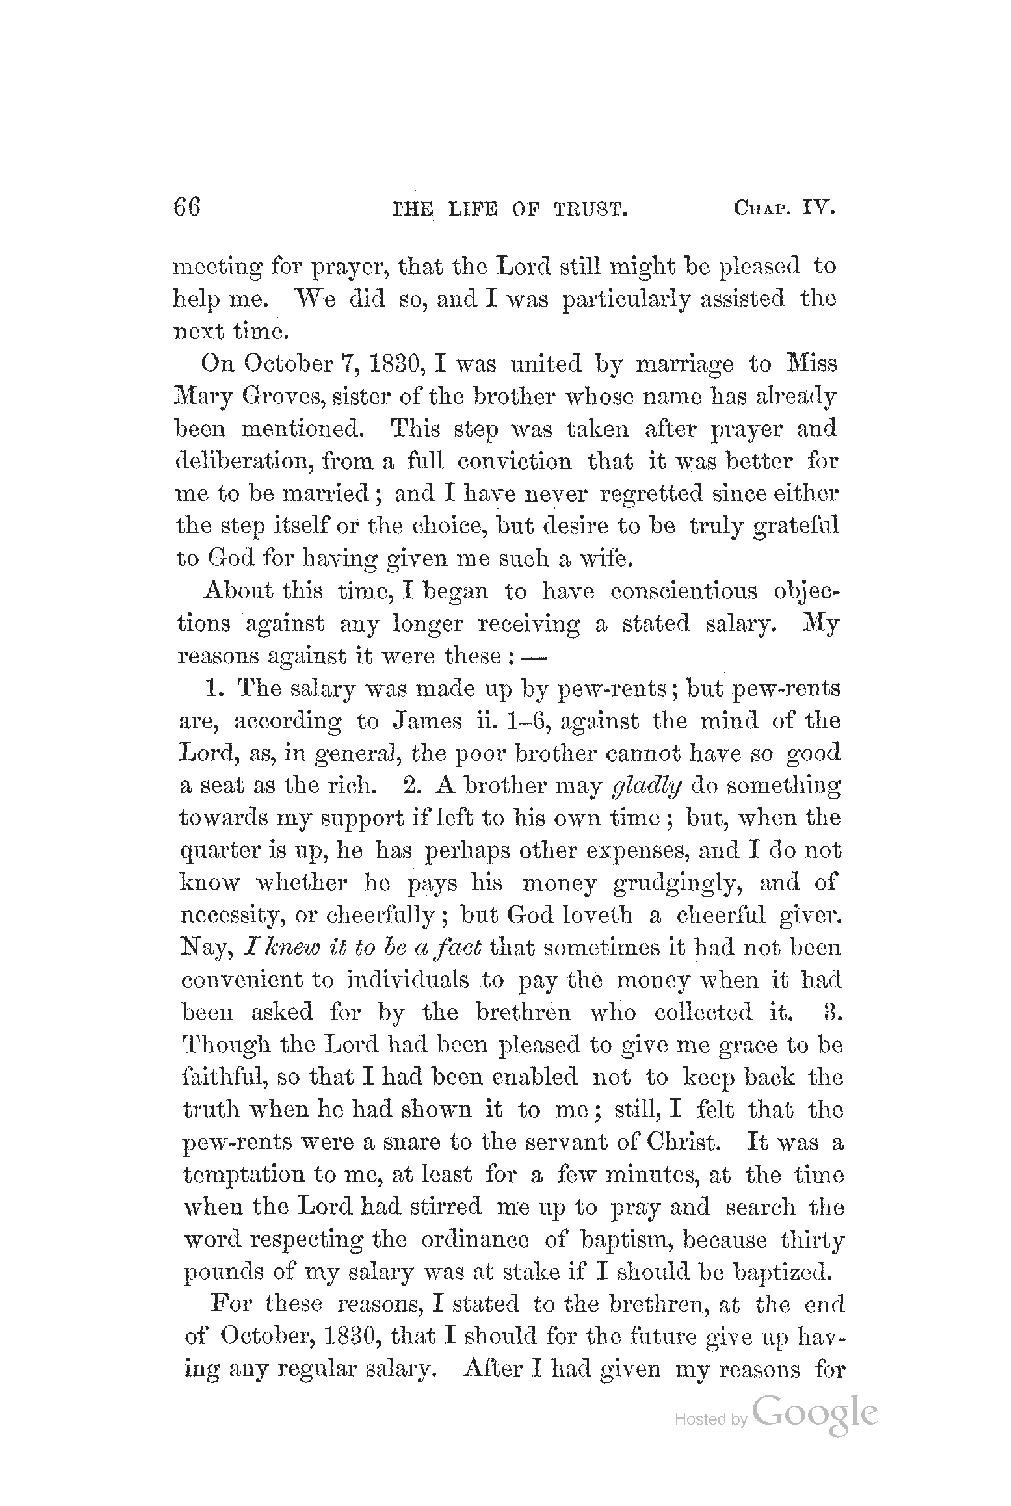 66 THE LIFE OF TRUST. CHAP. IV.
meeting for prayer, that the Lord still might be pleased to
help me. We did so, and I was particularly assisted the
next time.
On October 7, 1830, I was united by marriage to Miss
Mary Groves, sister of the brother whose name has already
been mentioned. This step was taken after prayer and
deliberation, from a full conviction that it was better for
me to be married; and I have never regretted since either
the step itself or the choice, but desire to be truly grateful
to God for having given me such a wife.
About this time, I began to have conscientious objec-
tions against any longer receiving a stated salary. My
reasons against it were these: —
1. The salary was made up by pew-rents; but pew-rents
are, according to James ii. 1–6, against the mind of the
Lord, as, in general, the poor brother cannot have so good
a seat as the rich. 2. A brother may gladly do something
towards my support if left to his own time; but, when the
quarter is up, he has perhaps other expenses, and I do not
know whether he pays his money grudgingly, and of
necessity, or cheerfully; but God loveth a cheerful giver.
Nay, I knew it to be a fact that sometimes it had not been
convenient to individuals to pay the money when it had
been asked for by the brethren who collected it. 3.
Though the Lord had been pleased to give me grace to be
faithful, so that I had been enabled not to keep back the
truth when he had shown it to me; still, I felt that the
pew-rents were a snare to the servant of Christ. It was a
temptation to me, at least for a few minutes, at the time
when the Lord had stirred me up to pray and search the
word respecting the ordinance of baptism, because thirty
pounds of my salary was at stake if I should be baptized.
For these reasons, I stated to the brethren, at the end
of October, 1830, that I should for the future give up hav-
ing any regular salary. After I had given my reasons for
Hosted by Google